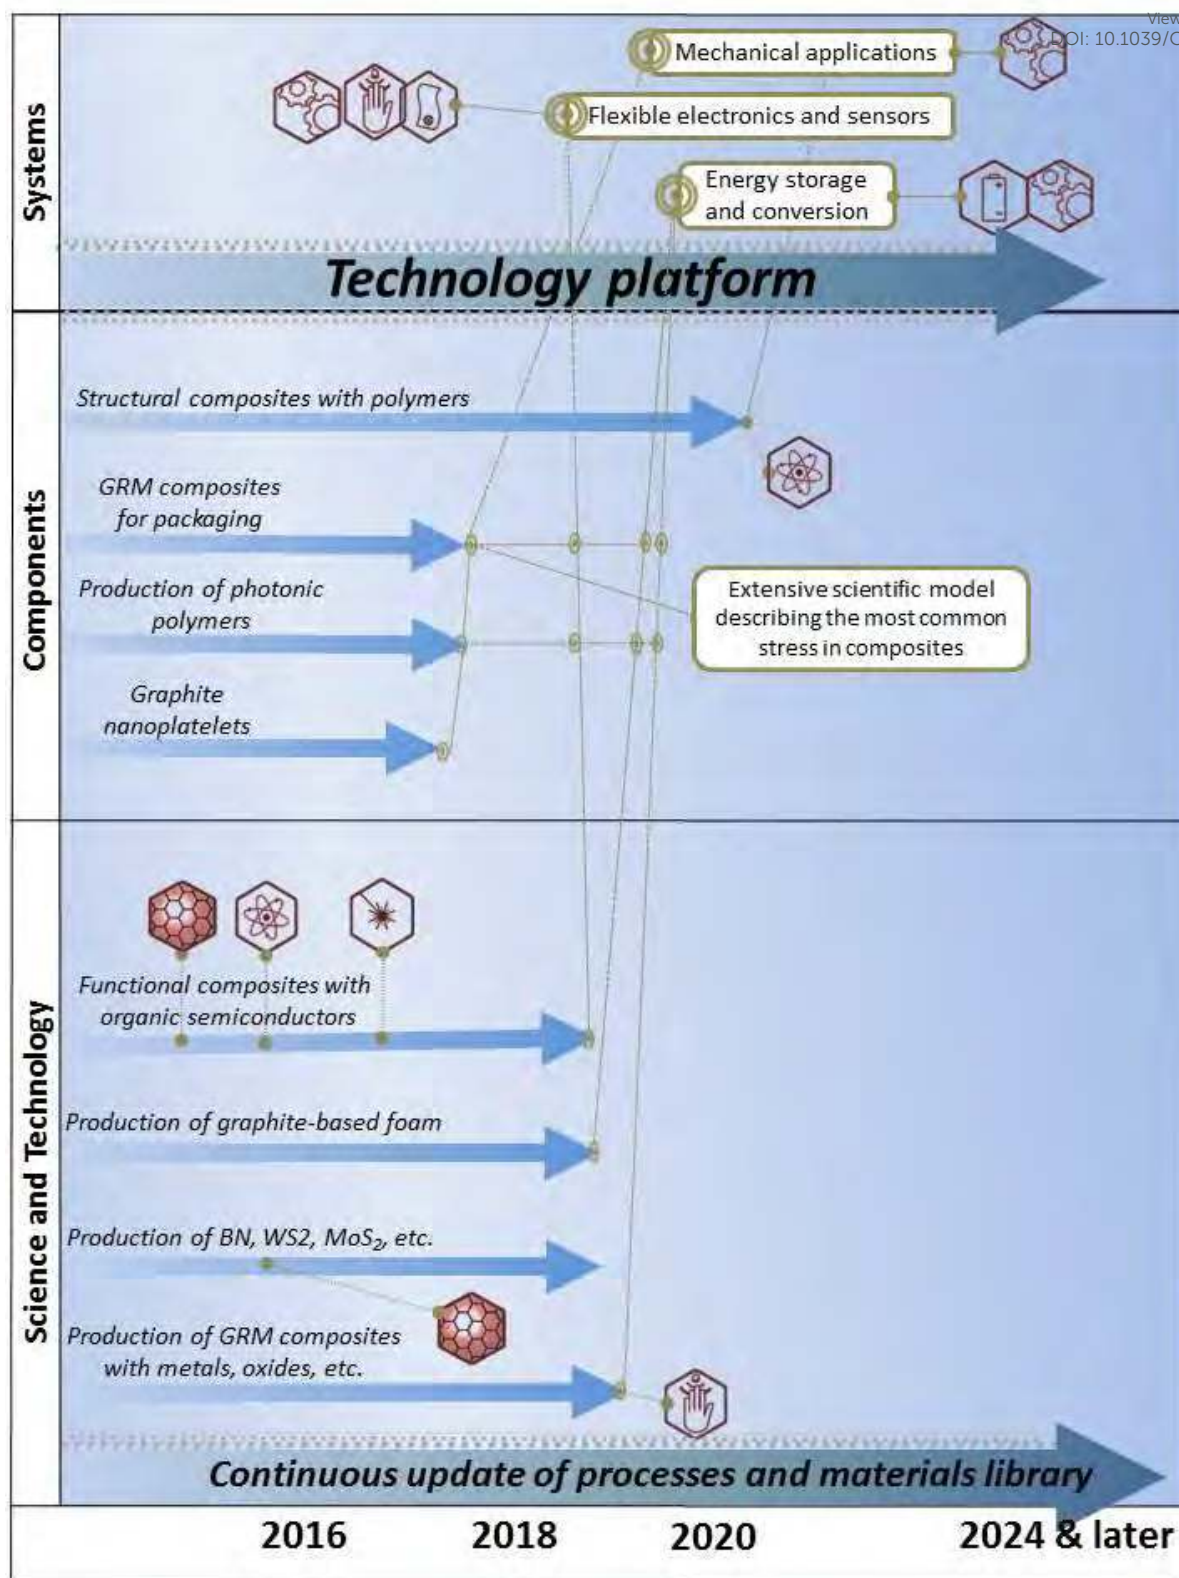 View
DOI: 10.1039/C
Systems
Mechanical applications
Flexible electronics and sensors
Energy storage
and conversion
Technology platform
Components
Structural composites with polymers
GRM composites
for packaging
Production of photonic
polymers
Extensive scientific model
describing the most common
stress in composites
Graphite
nanoplatelets
Science and Technology
Functional composites with
organic semiconductors
Production of graphite-based foam
Production of BN, WS2, MoS₂, etc.
Production of GRM composites
with metals, oxides, etc.
Continuous update of processes and materials library
2016 2018 2020 2024 & later